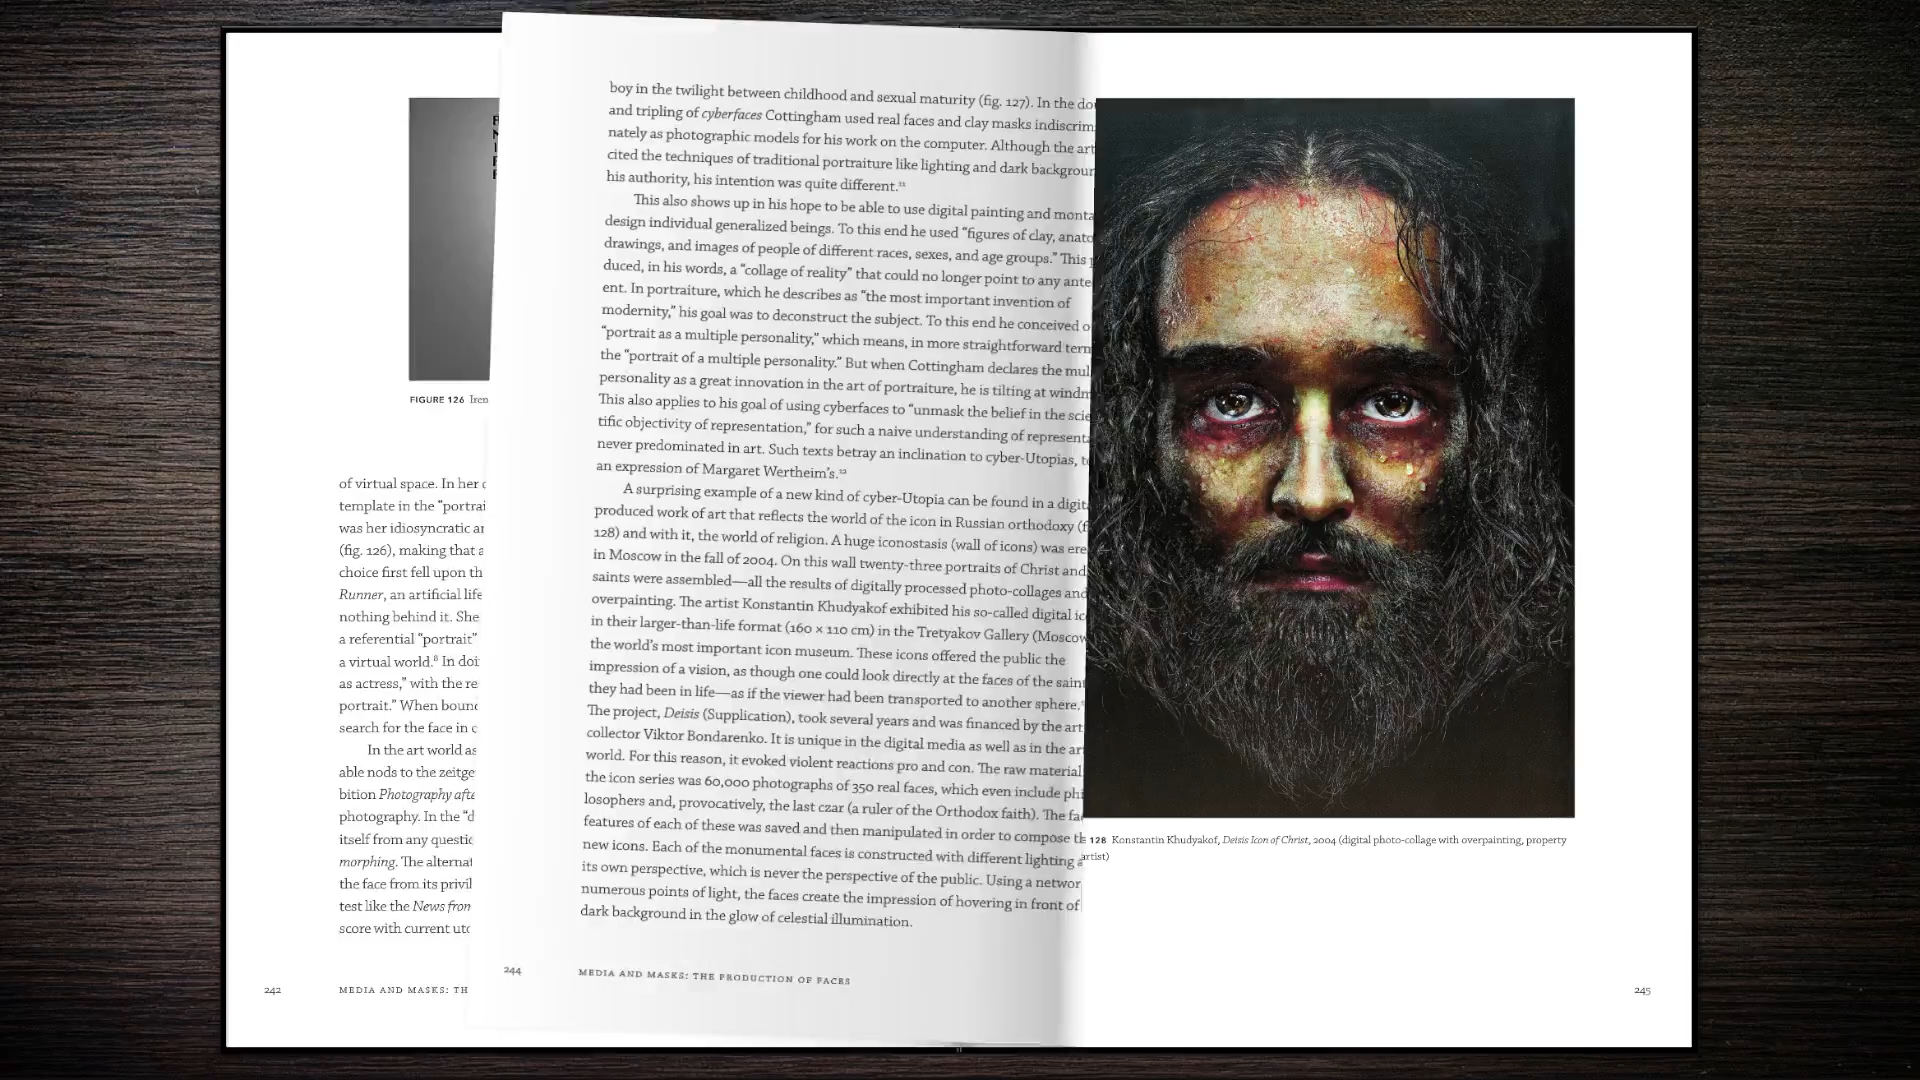 FIGURE 126 Iren
of virtual space. In her
template in the “portrai
was her idiosyncratic ar
(fig. 126), making that a
choice first fell upon th
Runner, an artificial life
nothing behind it. She
a referential “portrait”
a virtual world.⁸ In doi
as actress,” with the re
portrait.” When bound
search for the face in
In the art world as
able nods to the zeitge
bition Photography afte
photography. In the “d
itself from any questic
morphing. The alternat
the face from its privil
test like the News from
score with current uto
242
MEDIA AND MASKS: TH
boy in the twilight between childhood and sexual maturity (fig. 127). In the dou
and tripling of cyberfaces Cottingham used real faces and clay masks indiscrim
nately as photographic models for his work on the computer. Although the art
cited the techniques of traditional portraiture like lighting and dark backgroun
his authority, his intention was quite different.¹¹
This also shows up in his hope to be able to use digital painting and monta
design individual generalized beings. To this end he used “figures of clay, anato
drawings, and images of people of different races, sexes, and age groups.” This p
duced, in his words, a “collage of reality” that could no longer point to any ante
ent. In portraiture, which he describes as “the most important invention of
modernity,” his goal was to deconstruct the subject. To this end he conceived o
“portrait as a multiple personality,” which means, in more straightforward term
the “portrait of a multiple personality.” But when Cottingham declares the mul
personality as a great innovation in the art of portraiture, he is tilting at windm
This also applies to his goal of using cyberfaces to “unmask the belief in the scie
tific objectivity of representation,” for such a naive understanding of representa
never predominated in art. Such texts betray an inclination to cyber-Utopias, to
an expression of Margaret Wertheim’s.¹²
A surprising example of a new kind of cyber-Utopia can be found in a digita
produced work of art that reflects the world of the icon in Russian orthodoxy (f
128) and with it, the world of religion. A huge iconostasis (wall of icons) was ere
in Moscow in the fall of 2004. On this wall twenty-three portraits of Christ and
saints were assembled—all the results of digitally processed photo-collages and
overpainting. The artist Konstantin Khudyakof exhibited his so-called digital ic
in their larger-than-life format (160 × 110 cm) in the Tretyakov Gallery (Moscow
the world’s most important icon museum. These icons offered the public the
impression of a vision, as though one could look directly at the faces of the saint
they had been in life—as if the viewer had been transported to another sphere.
The project, Deisis (Supplication), took several years and was financed by the art
collector Viktor Bondarenko. It is unique in the digital media as well as in the ar
world. For this reason, it evoked violent reactions pro and con. The raw material
the icon series was 60,000 photographs of 350 real faces, which even include phi
losophers and, provocatively, the last czar (a ruler of the Orthodox faith). The fa
features of each of these was saved and then manipulated in order to compose th
new icons. Each of the monumental faces is constructed with different lighting a
its own perspective, which is never the perspective of the public. Using a networ
numerous points of light, the faces create the impression of hovering in front of
dark background in the glow of celestial illumination.
244
MEDIA AND MASKS: THE PRODUCTION OF FACES
128 Konstantin Khudyakof, Deisis Icon of Christ, 2004 (digital photo-collage with overpainting, property
artist)
245